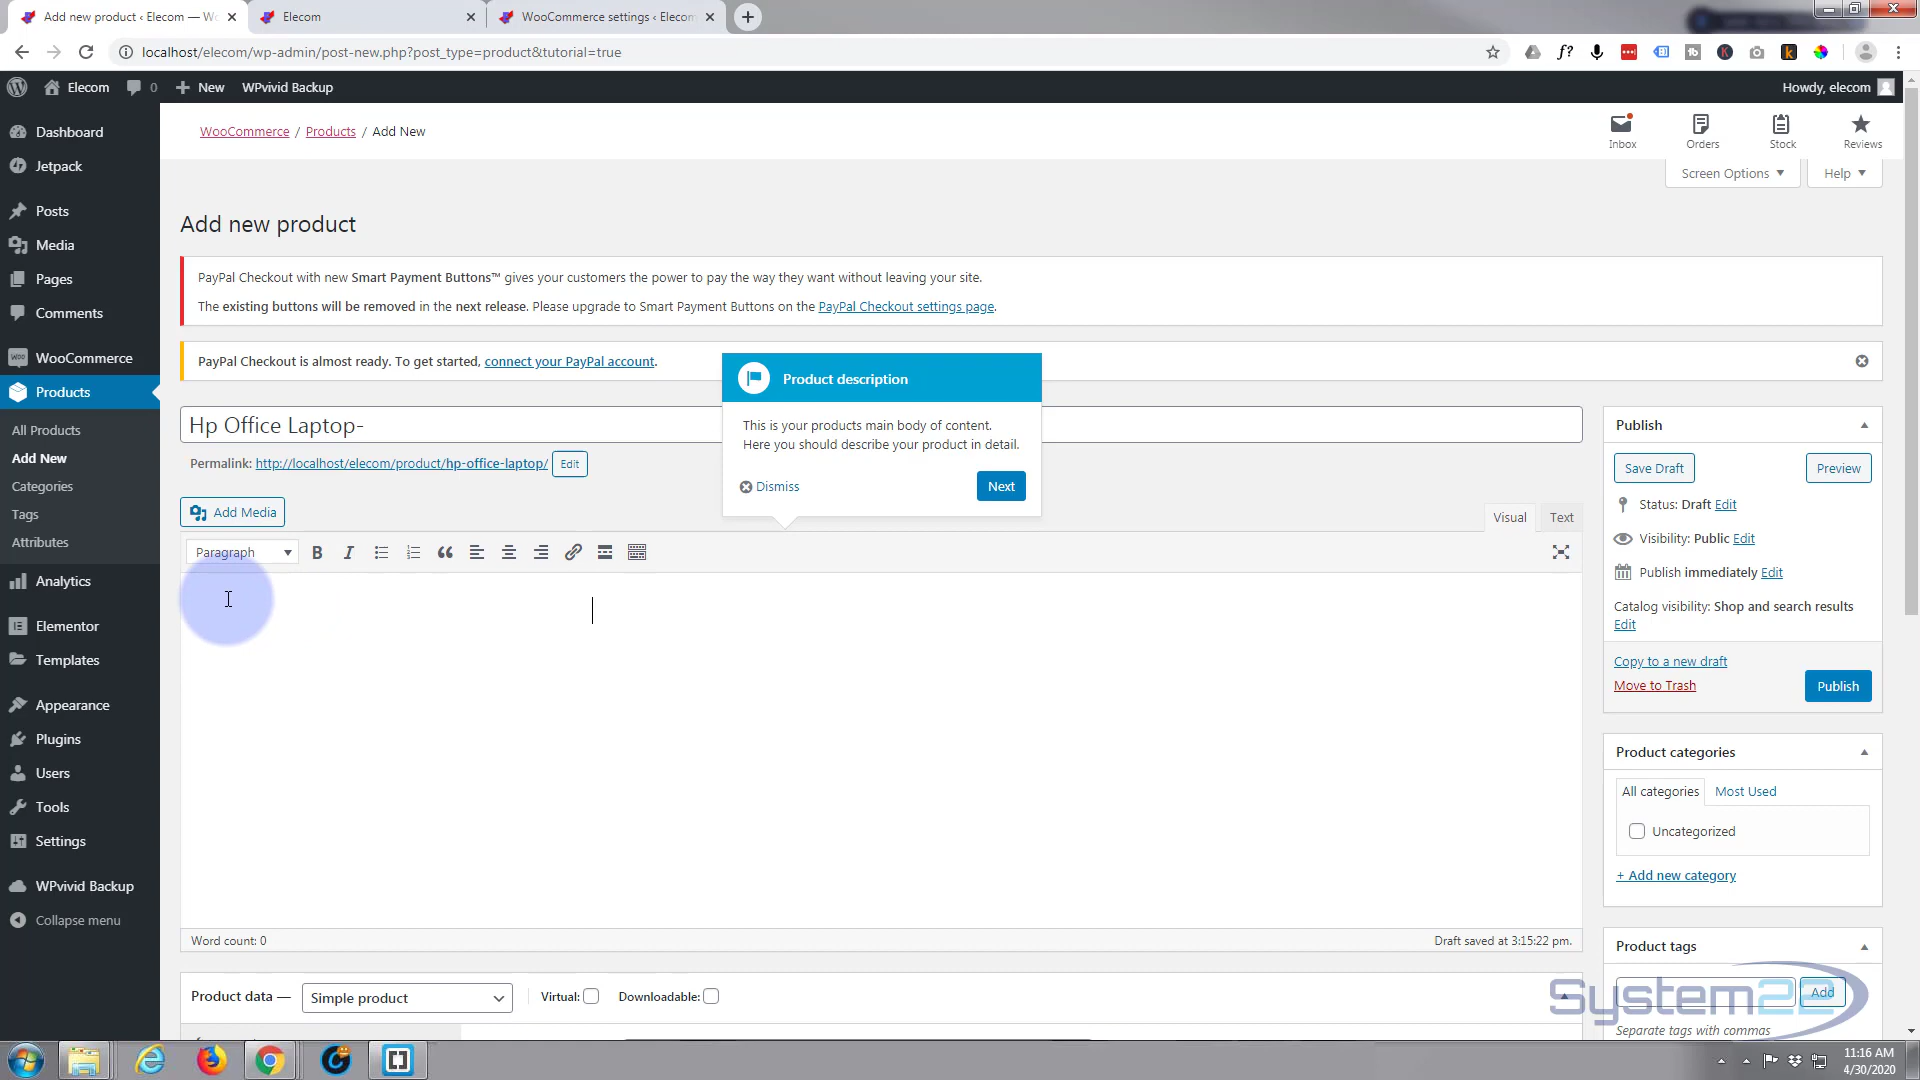 Add new product ‹ Elecom — Wo
Elecom
WooCommerce settings ‹ Elecom
localhost/elecom/wp-admin/post-new.php?post_type=product&tutorial=true
Elecom
0
New
WPvivid Backup
Howdy, elecom
Dashboard
Jetpack
Posts
Media
Pages
Comments
WooCommerce
Products
All Products
Add New
Categories
Tags
Attributes
Analytics
Elementor
Templates
Appearance
Plugins
Users
Tools
Settings
WPvivid Backup
Collapse menu
WooCommerce / Products / Add New
Inbox
Orders
Stock
Reviews
Screen Options
Help
Add new product
PayPal Checkout with new Smart Payment Buttons™ gives your customers the power to pay the way they want without leaving your site.
The existing buttons will be removed in the next release. Please upgrade to Smart Payment Buttons on the PayPal Checkout settings page.
PayPal Checkout is almost ready. To get started, connect your PayPal account.
Product description
This is your products main body of content.
Here you should describe your product in detail.
Dismiss
Next
Hp Office Laptop-
Permalink: http://localhost/elecom/product/hp-office-laptop/ Edit
Add Media
Visual
Text
Paragraph
Word count: 0
Draft saved at 3:15:22 pm.
Product data —
Simple product
Virtual:
Downloadable:
Publish
Save Draft
Preview
Status: Draft Edit
Visibility: Public Edit
Publish immediately Edit
Catalog visibility: Shop and search results
Edit
Copy to a new draft
Move to Trash
Publish
Product categories
All categories
Most Used
Uncategorized
+ Add new category
Product tags
Add
System22
Separate tags with commas
11:16 AM
4/30/2020